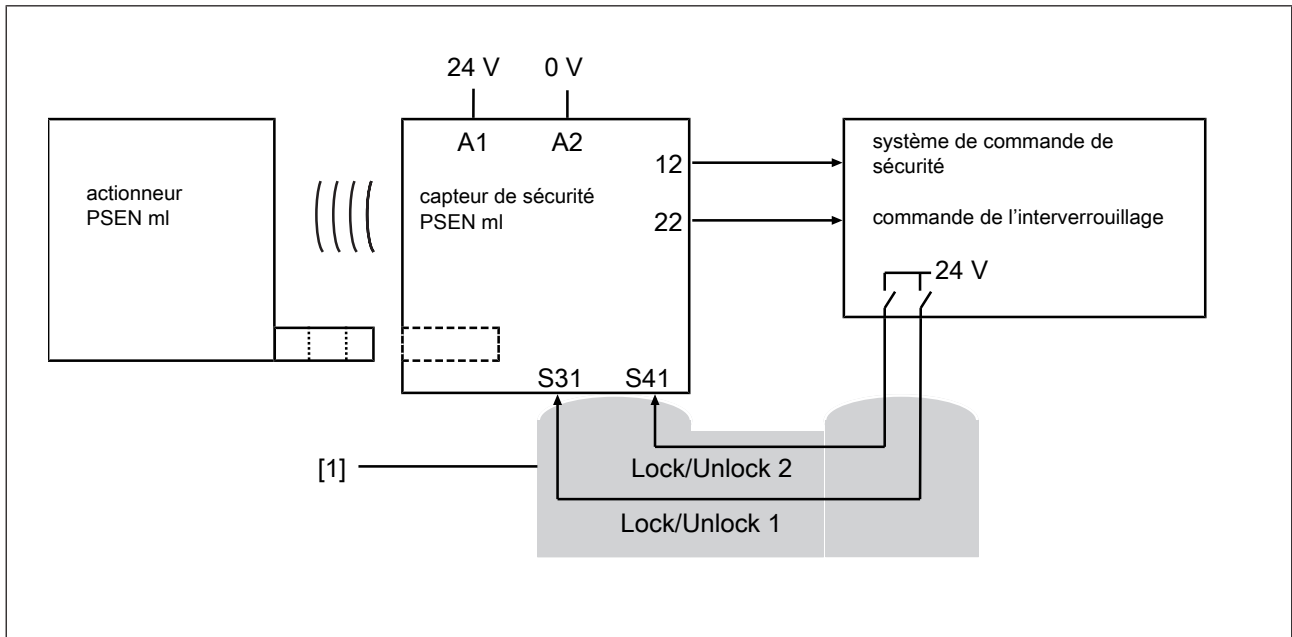 24 V
0 V
A1
A2
12
22
actionneur
PSEN ml
capteur de sécurité
PSEN ml
système de commande de
sécurité
commande de l'interverrouillage
24 V
S31
S41
[1]
Lock/Unlock 2
Lock/Unlock 1